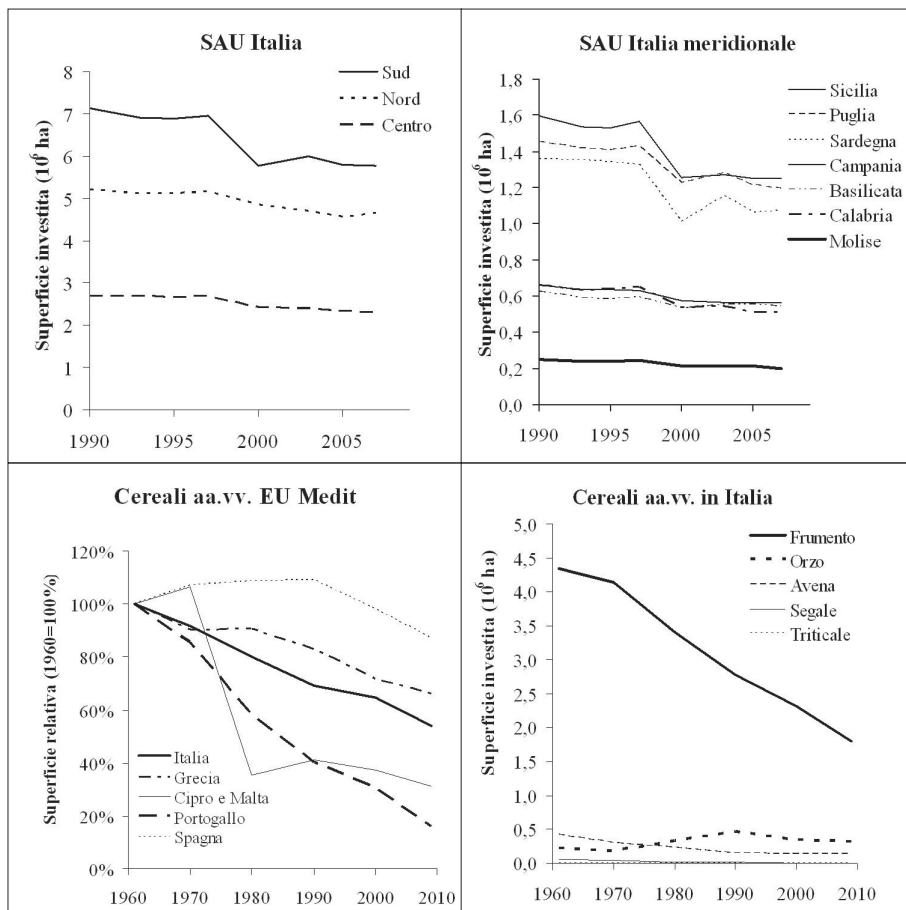 SAU Italia
Superficie investita (10⁶ ha)
8
7
6
5
4
3
2
1
0
Sud
Nord
Centro
1990 1995 2000 2005
SAU Italia meridionale
Superficie investita (10⁶ ha)
1,8
1,6
1,4
1,2
1,0
0,8
0,6
0,4
0,2
0,0
Sicilia
Puglia
Sardegna
Campania
Basilicata
Calabria
Molise
1990 1995 2000 2005
Cereali aa.vv. EU Medit
Superficie relativa (1960=100%)
120%
100%
80%
60%
40%
20%
0%
Italia
Grecia
Cipro e Malta
Portogallo
Spagna
1960 1970 1980 1990 2000 2010
Cereali aa.vv. in Italia
Superficie investita (10⁶ ha)
5,0
4,5
4,0
3,5
3,0
2,5
2,0
1,5
1,0
0,5
0,0
Frumento
Orzo
Avena
Segale
Triticale
1960 1970 1980 1990 2000 2010